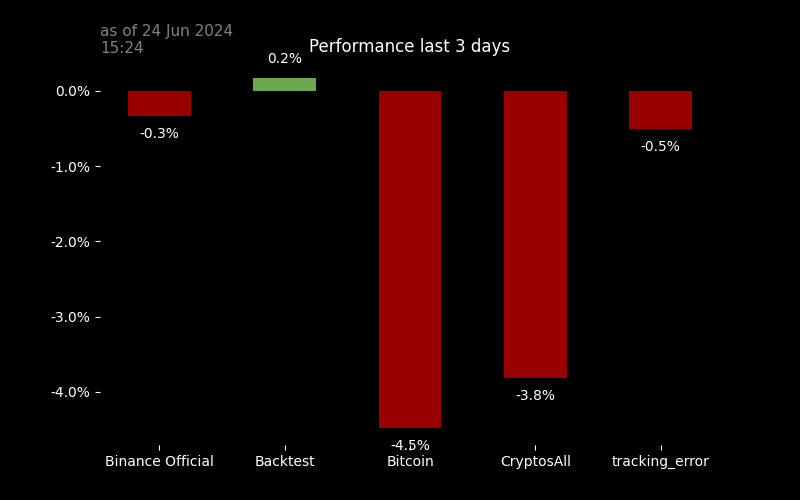 as of 24 Jun 2024
15:24
Performance last 3 days
0.2%
0.0%
-0.3%
-0.5%
-1.0%
-2.0%
-3.0%
-4.0%
-3.8%
-4.5%
Binance Official
Backtest
Bitcoin
CryptosAll
tracking_error